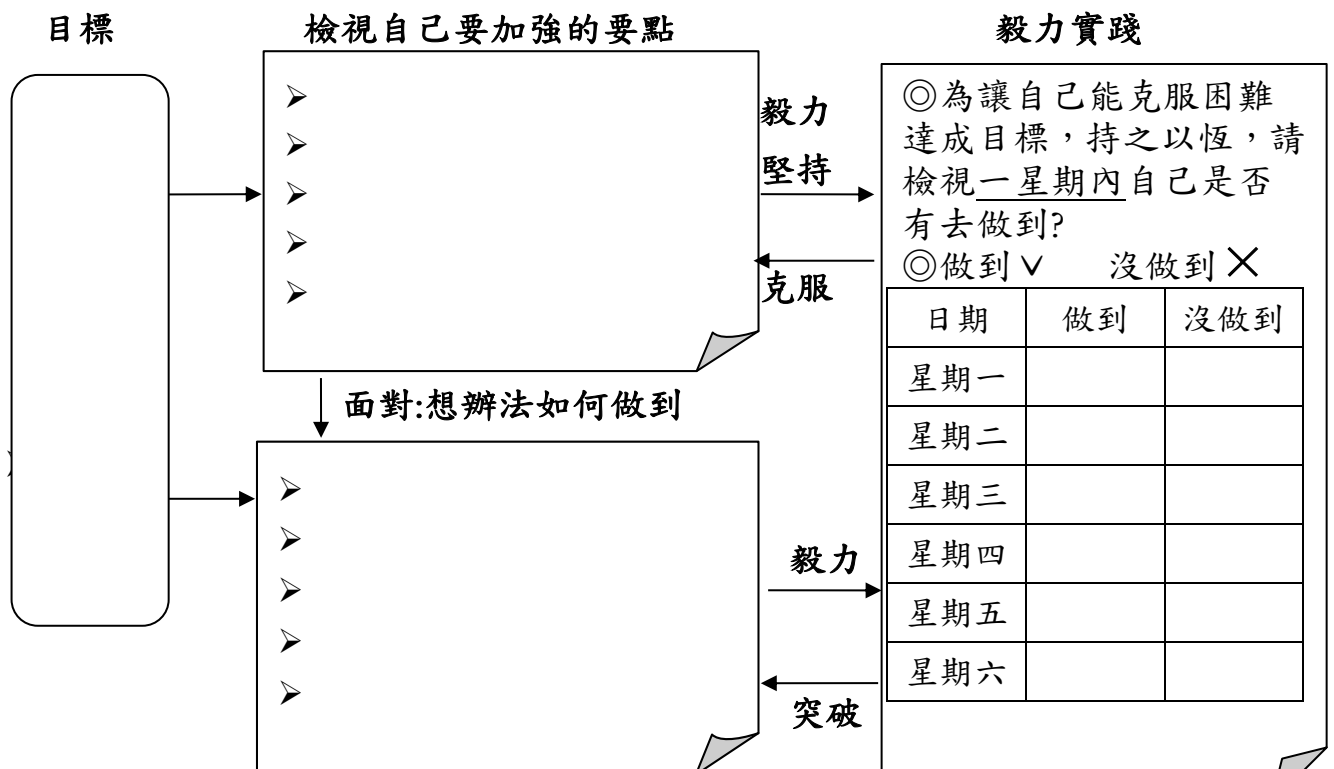 目標
檢視自己要加強的要點
➢
➢
➢
➢
➢
毅力
堅持
克服
面對:想辦法如何做到
➢
➢
➢
➢
➢
毅力
突破
毅力實踐
◎為讓自己能克服困難
達成目標，持之以恆，請
檢視一星期內自己是否
有去做到?
◎做到∨ 沒做到╳
日期 做到 沒做到
星期一
星期二
星期三
星期四
星期五
星期六